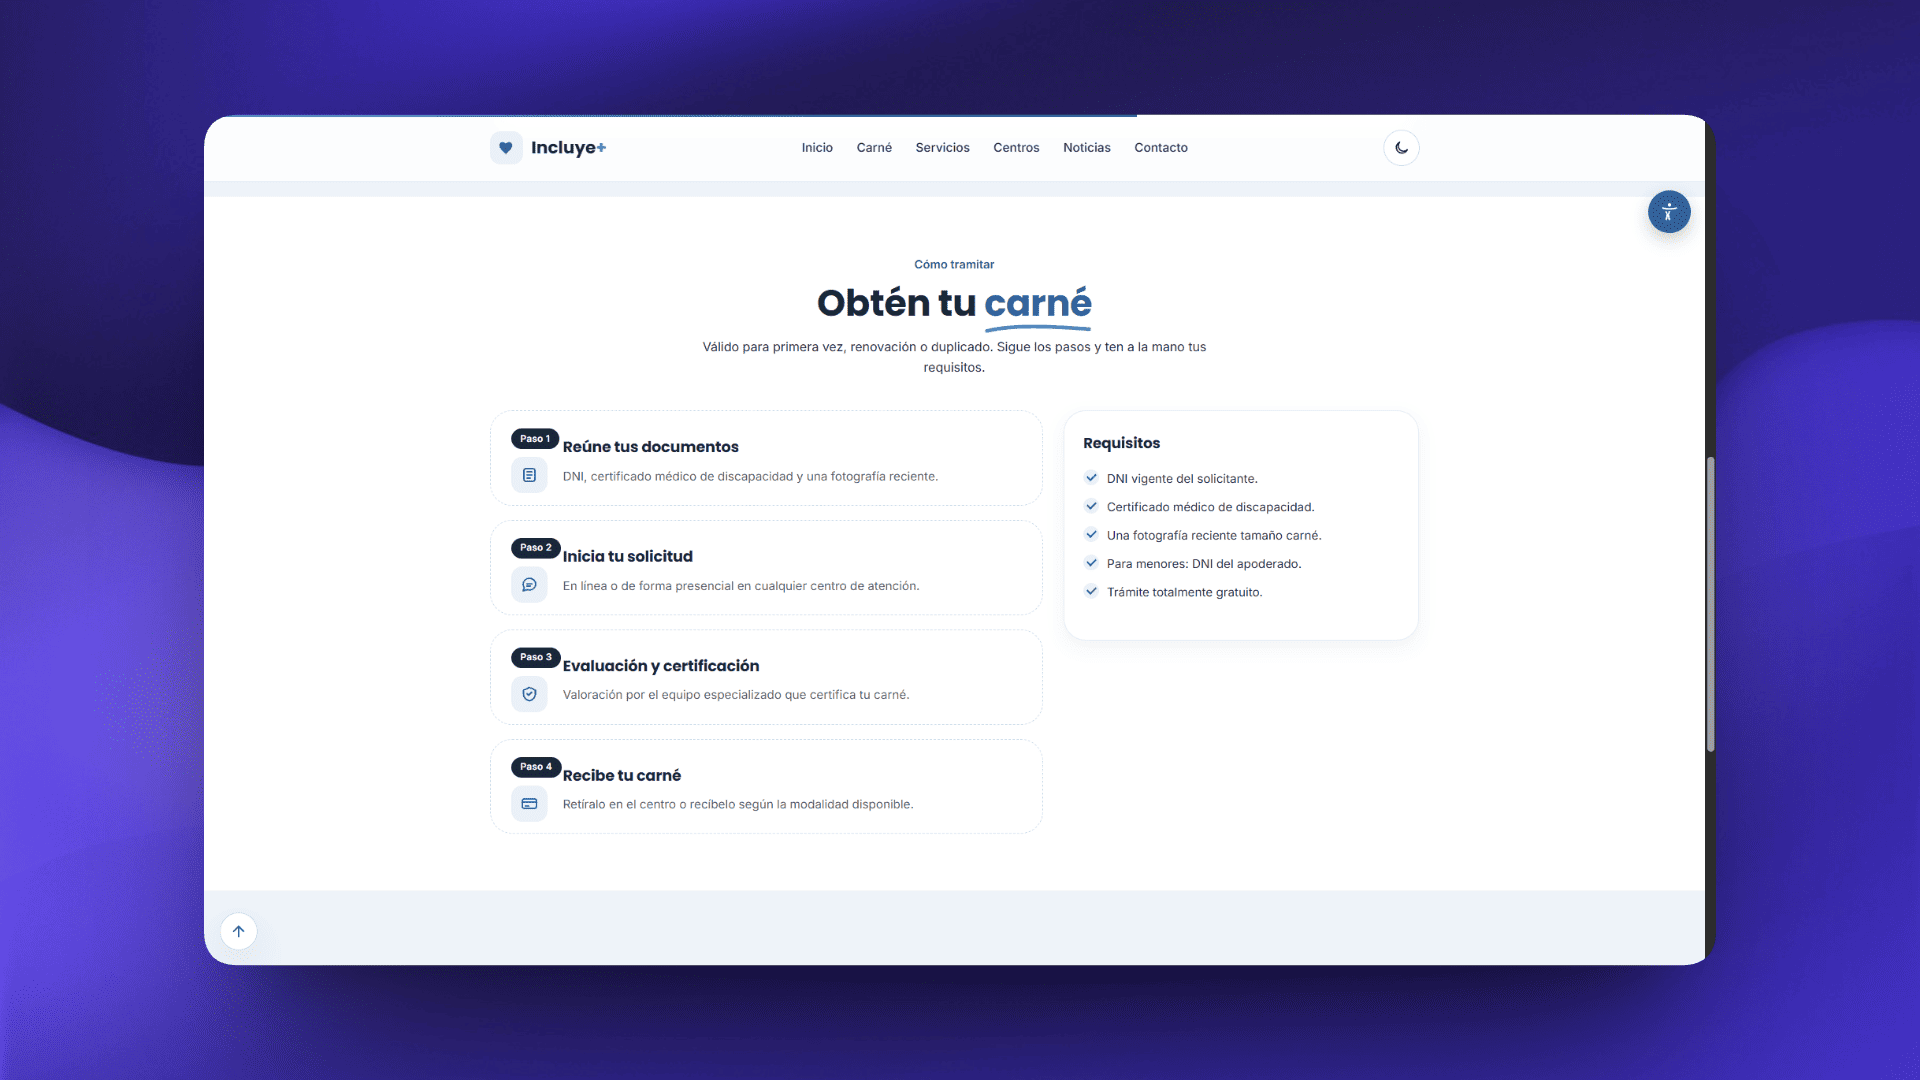 Incluye+
Inicio
Carné
Servicios
Centros
Noticias
Contacto
Cómo tramitar
Obtén tu carné
Válido para primera vez, renovación o duplicado. Sigue los pasos y ten a la mano tus
requisitos.
Paso 1
Reúne tus documentos
DNI, certificado médico de discapacidad y una fotografía reciente.
Paso 2
Inicia tu solicitud
En línea o de forma presencial en cualquier centro de atención.
Paso 3
Evaluación y certificación
Valoración por el equipo especializado que certifica tu carné.
Paso 4
Recibe tu carné
Retíralo en el centro o recíbelo según la modalidad disponible.
Requisitos
DNI vigente del solicitante.
Certificado médico de discapacidad.
Una fotografía reciente tamaño carné.
Para menores: DNI del apoderado.
Trámite totalmente gratuito.